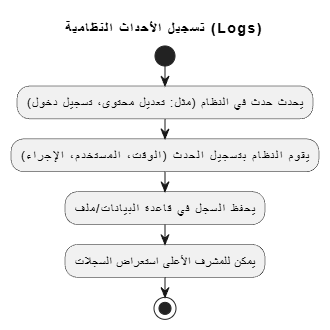 تسجيل الأحداث النظامية (Logs)
يحدث حدث في النظام (مثل: تعديل محتوى، تسجيل دخول)
يقوم النظام بتسجيل الحدث (الوقت، المستخدم، الإجراء)
يحفظ السجل في قاعدة البيانات/ملف
يمكن للمشرف الأعلى استعراض السجلات